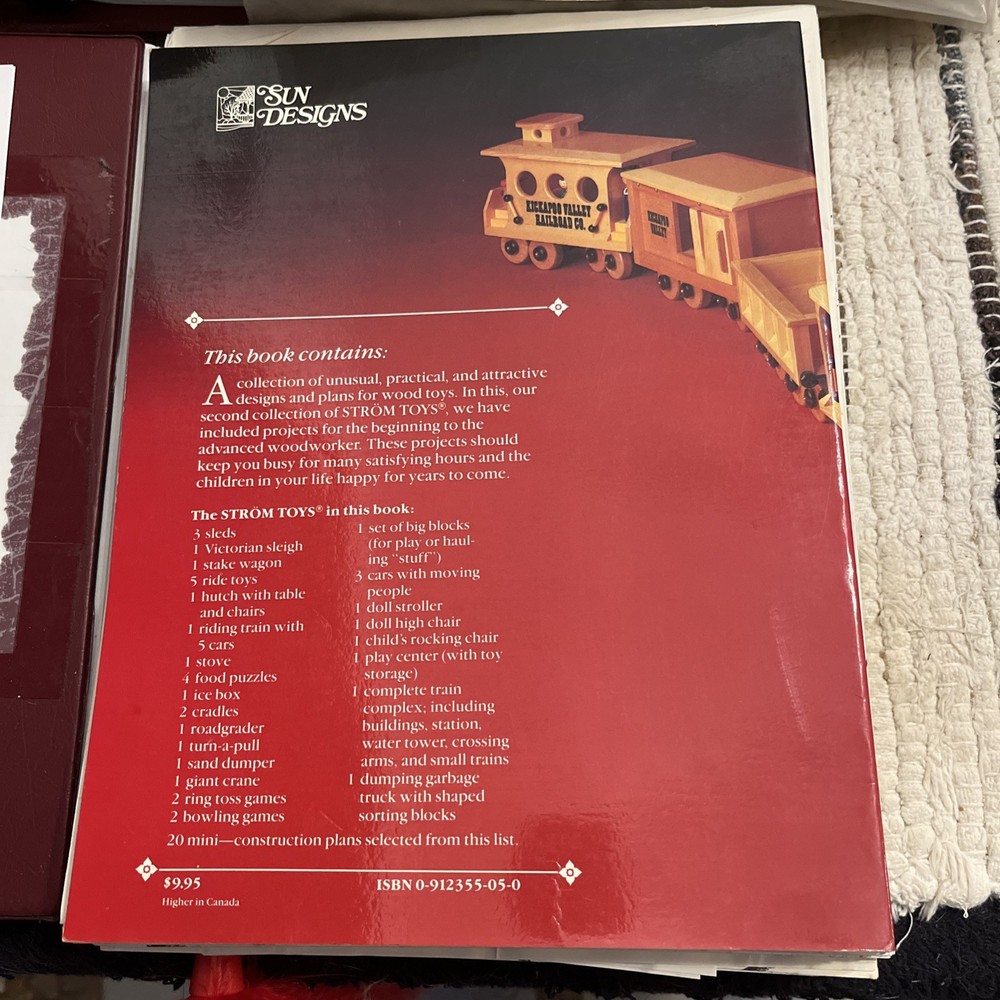 SUN
DESIGNS
KICKAPOO VALLEY
RAILROAD CO.
KICKAPOO
VALLEY
This book contains:
A collection of unusual, practical, and attractive
designs and plans for wood toys. In this, our
second collection of STRÖM TOYS®, we have
included projects for the beginning to the
advanced woodworker. These projects should
keep you busy for many satisfying hours and the
children in your life happy for years to come.
The STRÖM TOYS® in this book:
3 sleds
1 Victorian sleigh
1 stake wagon
5 ride toys
1 hutch with table
and chairs
1 riding train with
5 cars
1 stove
4 food puzzles
1 ice box
2 cradles
1 roadgrader
1 turn-a-pull
1 sand dumper
1 giant crane
2 ring toss games
2 bowling games
1 set of big blocks
(for play or haul-
ing "stuff")
3 cars with moving
people
1 doll stroller
1 doll high chair
1 child's rocking chair
1 play center (with toy
storage)
1 complete train
complex; including
buildings, station,
water tower, crossing
arms, and small trains
1 dumping garbage
truck with shaped
sorting blocks
20 mini—construction plans selected from this list.
$9.95
Higher in Canada
ISBN 0-912355-05-0